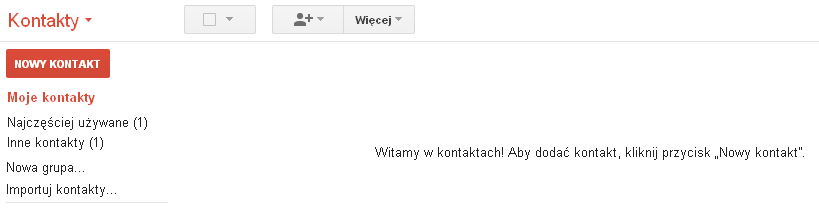 Kontakty
Więcej
NOWY KONTAKT
Moje kontakty
Najczęściej używane (1)
Inne kontakty (1)
Nowa grupa...
Importuj kontakty...
Witamy w kontaktach! Aby dodać kontakt, kliknij przycisk „Nowy kontakt”.